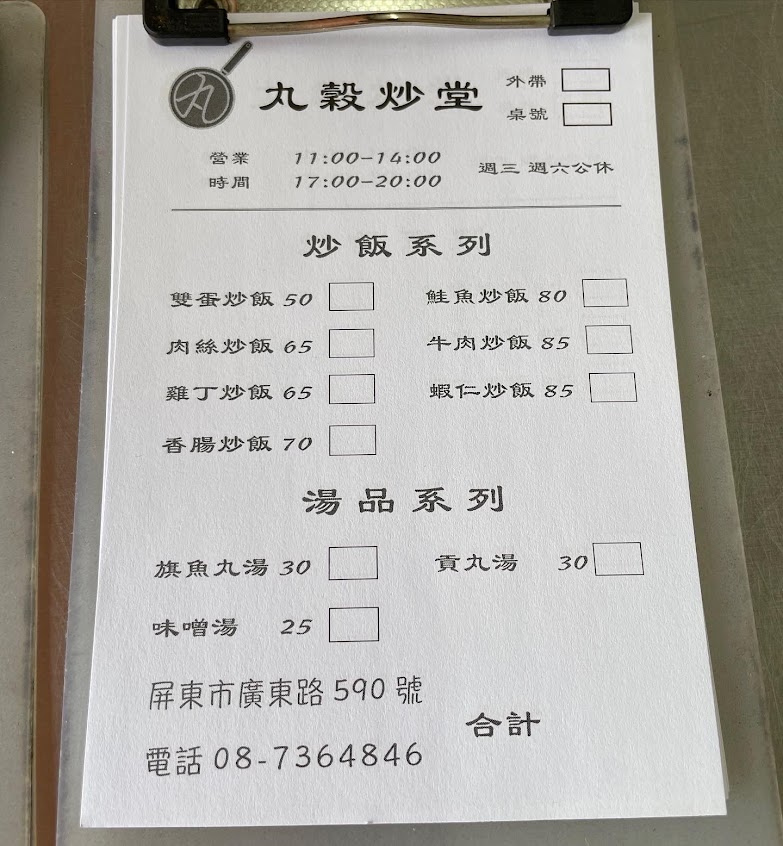 丸
丸穀炒堂
外帶
桌號
營業時間 11:00-14:00
17:00-20:00
週三 週六公休
炒飯系列
雙蛋炒飯 50
鮭魚炒飯 80
肉絲炒飯 65
牛肉炒飯 85
雞丁炒飯 65
蝦仁炒飯 85
香腸炒飯 70
湯品系列
旗魚丸湯 30
貢丸湯 30
味噌湯 25
屏東市廣東路 590 號
合計
電話 08-7364846